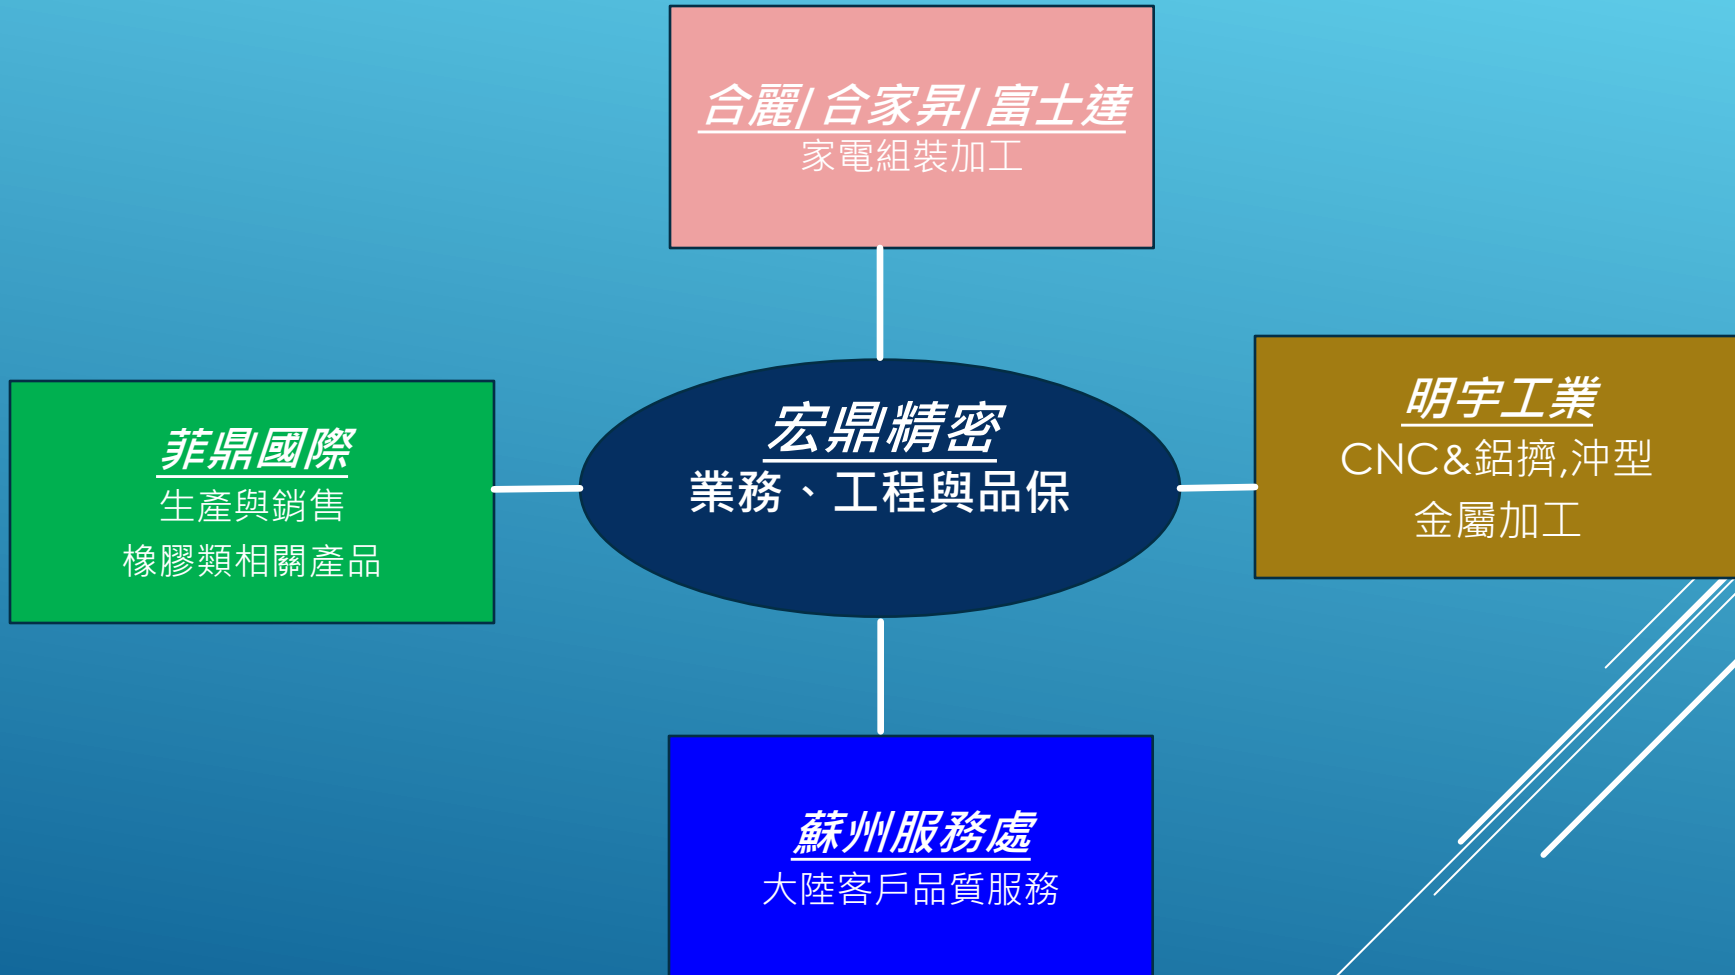 合麗/合家昇/富士達
家電組裝加工
菲鼎國際
生產與銷售
橡膠類相關產品
宏鼎精密
業務、工程與品保
明宇工業
CNC&鋁擠,沖型
金屬加工
蘇州服務處
大陸客戶品質服務